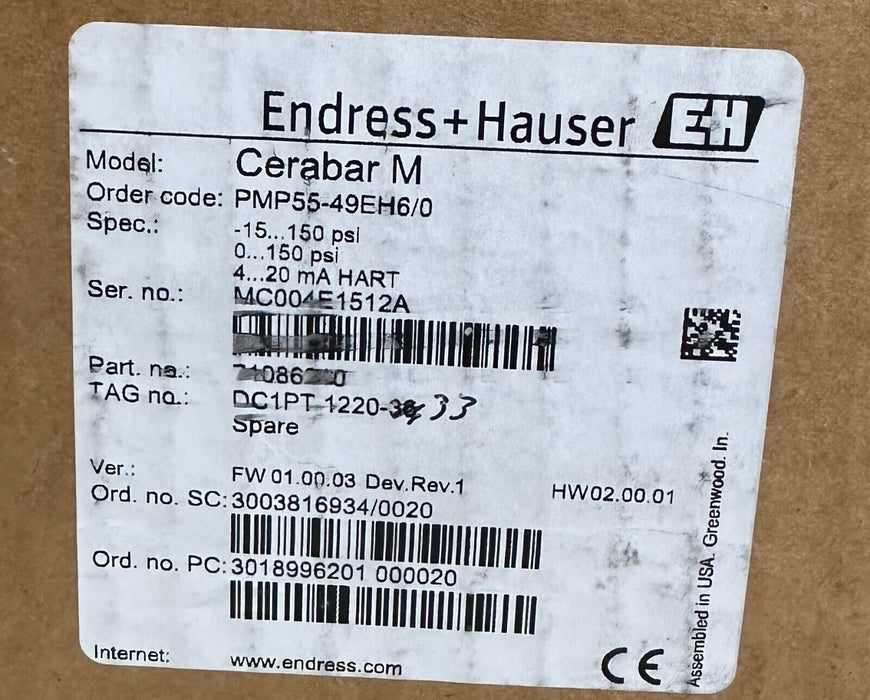 Endress+Hauser EH
Model: Cerabar M
Order code: PMP55-49EH6/0
Spec.: -15...150 psi
0...150 psi
4...20 mA HART
Ser. no.: MC004E1512A
Part. no.:
TAG no.: DC1PT-1220- 33
Spare
Ver.: FW 01.00.03 Dev.Rev.1 HW02.00.01
Ord. no. SC: 3003816934/0020
Ord. no. PC: 3018996201 000020
Internet: www.endress.com
CE
Assembled in USA. Greenwood. In.